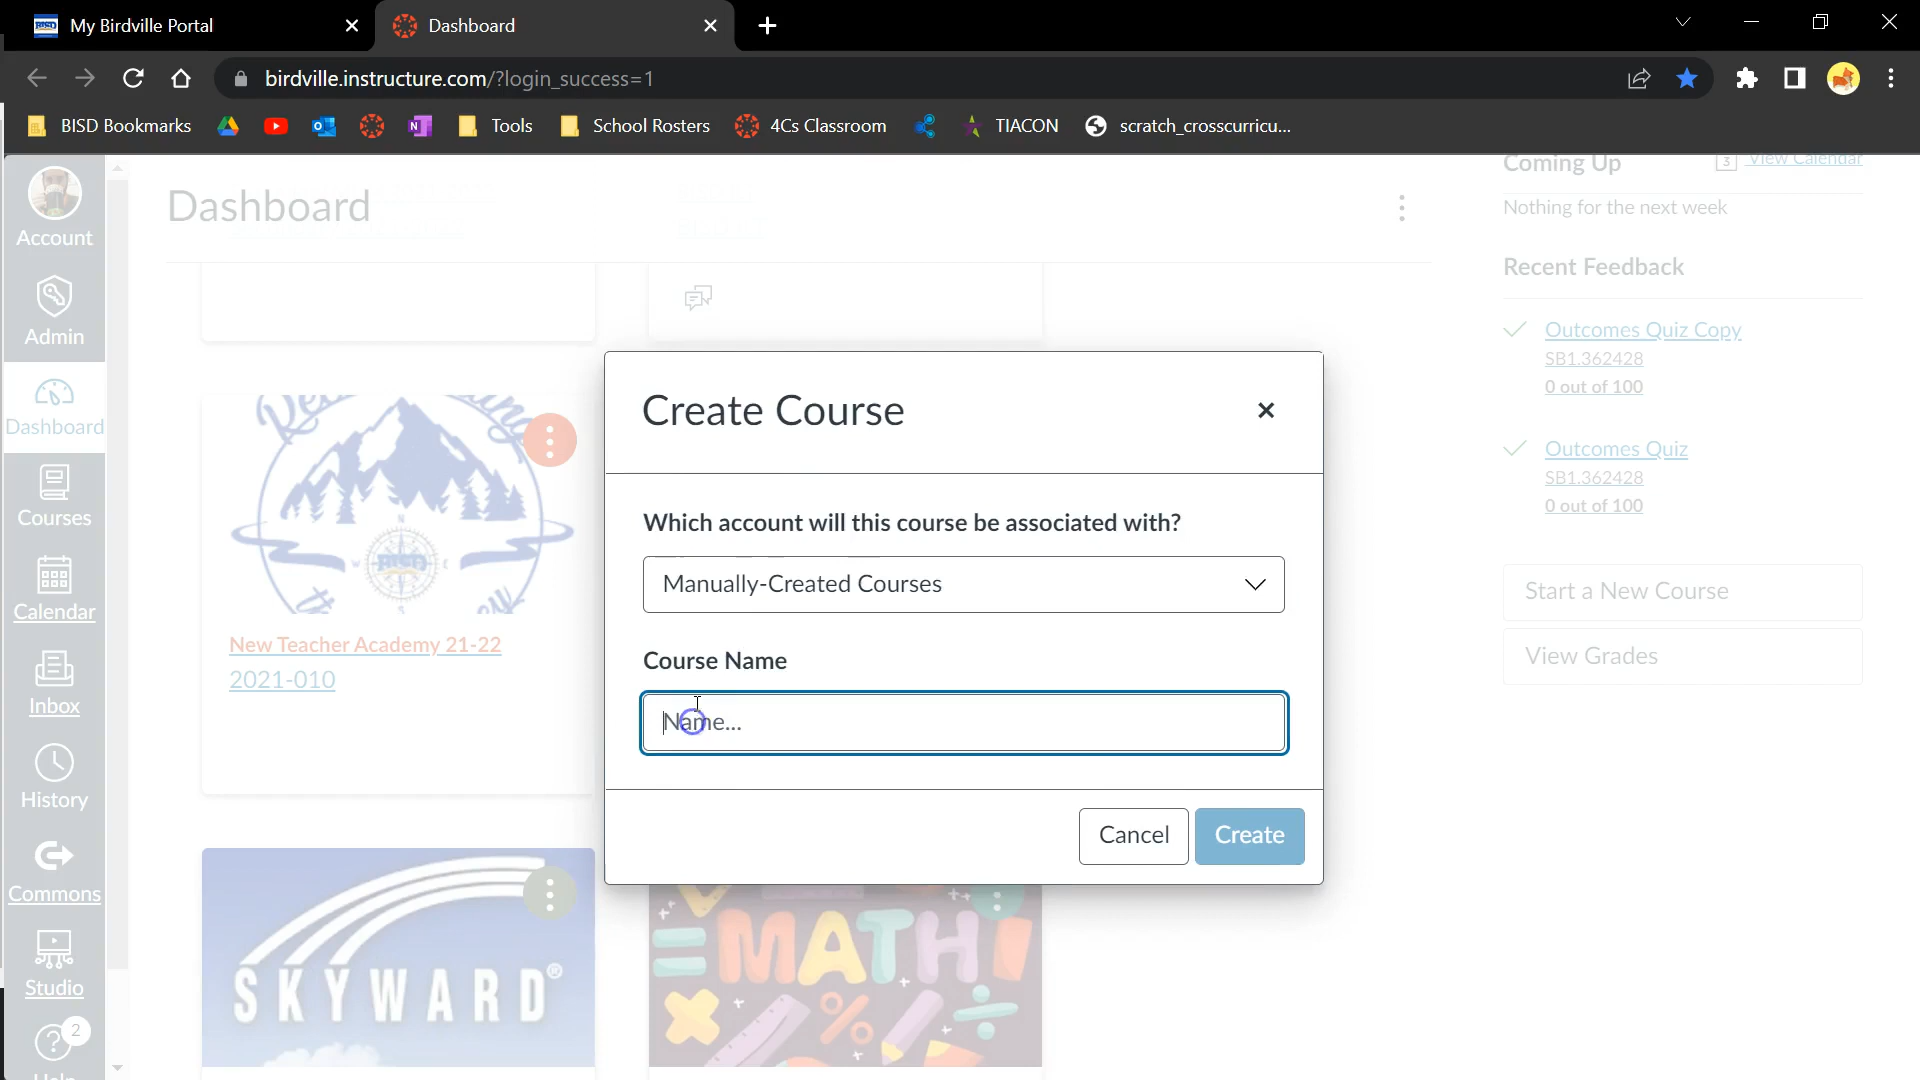 My Birdville Portal
Dashboard
birdville.instructure.com/?login_success=1
BISD Bookmarks
Tools
School Rosters
4Cs Classroom
TIACON
scratch_crosscurricu...
Account
Admin
Dashboard
Courses
Calendar
Inbox
History
Commons
Studio
2
Help
Dashboard
New Teacher Academy 21-22
2021-010
SKYWARD®
MATH
Create Course
Which account will this course be associated with?
Manually-Created Courses
Course Name
Name...
Cancel
Create
Coming Up
3 View Calendar
Nothing for the next week
Recent Feedback
Outcomes Quiz Copy
SB1.362428
0 out of 100
Outcomes Quiz
SB1.362428
0 out of 100
Start a New Course
View Grades